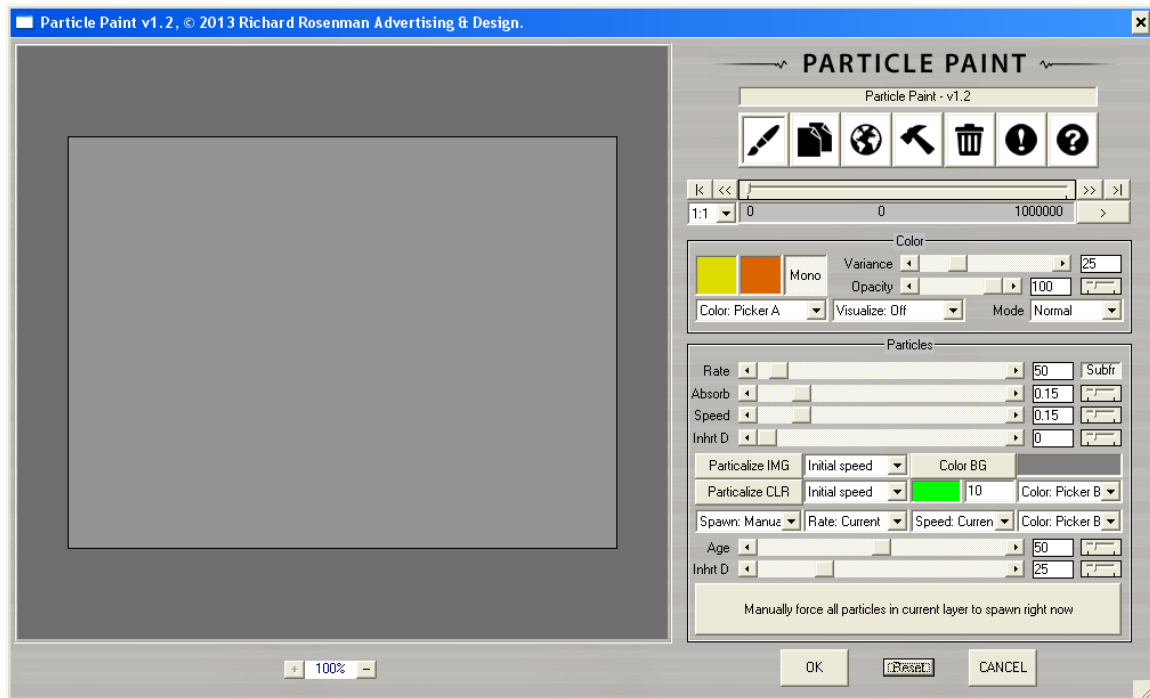 Particle Paint v1.2, © 2013 Richard Rosenman Advertising & Design.
PARTICLE PAINT
Particle Paint - v1.2
|< << >> >|
1:1 0 0 1000000 >
Color
Mono Variance 25
Opacity 100
Color: Picker A Visualize: Off Mode Normal
Particles
Rate 50 Subfr
Absorb 0.15
Speed 0.15
Inhrt D 0
Particalize IMG Initial speed Color BG
Particalize CLR Initial speed 10 Color: Picker B
Spawn: Manua Rate: Current Speed: Curren Color: Picker B
Age 50
Inhrt D 25
Manually force all particles in current layer to spawn right now
+ 100% - OK Reset CANCEL